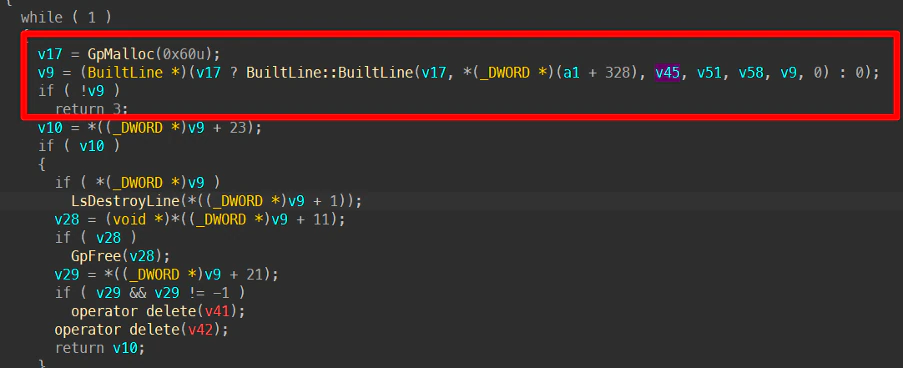 {
while ( 1 )
{
v17 = GpMalloc(0x60u);
v9 = (BuiltLine *)(v17 ? BuiltLine::BuiltLine(v17, *(_DWORD *)(a1 + 328), v45, v51, v58, v9, 0) : 0);
if ( !v9 )
return 3;
v10 = *((_DWORD *)v9 + 23);
if ( v10 )
{
if ( *(_DWORD *)v9 )
LsDestroyLine(*((_DWORD *)v9 + 1));
v28 = (void *)*((_DWORD *)v9 + 11);
if ( v28 )
GpFree(v28);
v29 = *((_DWORD *)v9 + 21);
if ( v29 && v29 != -1 )
operator delete(v41);
operator delete(v42);
return v10;
}